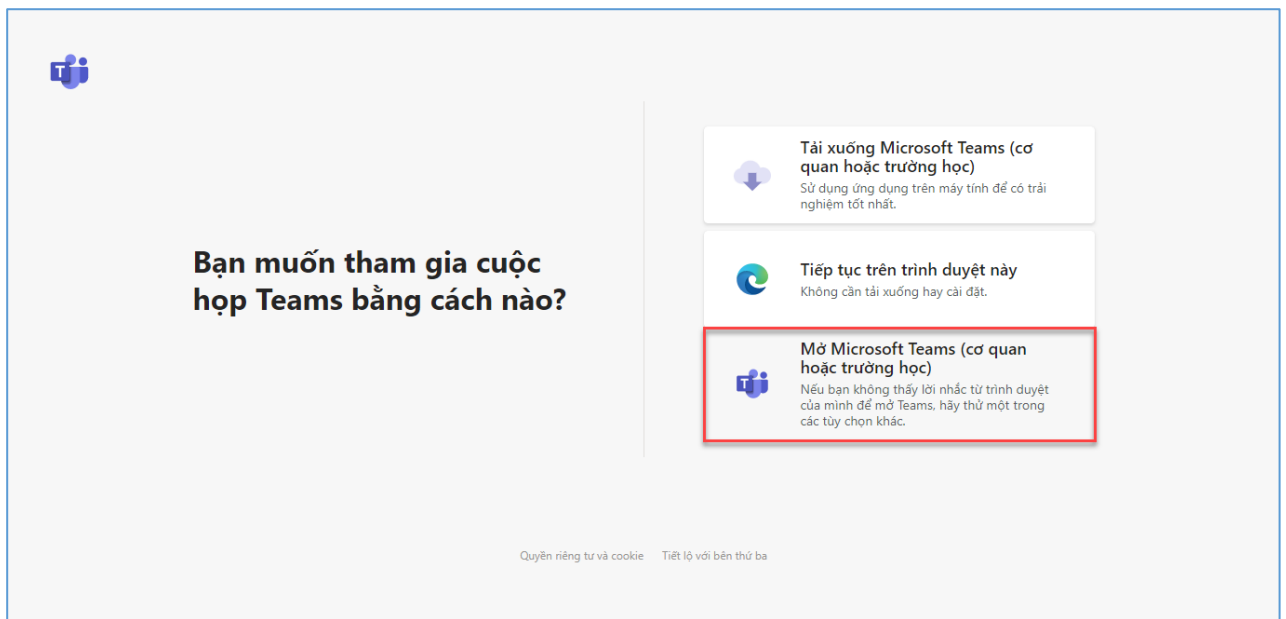 Bạn muốn tham gia cuộc
họp Teams bằng cách nào?
Tải xuống Microsoft Teams (cơ
quan hoặc trường học)
Sử dụng ứng dụng trên máy tính để có trải
nghiệm tốt nhất.
Tiếp tục trên trình duyệt này
Không cần tải xuống hay cài đặt.
Mở Microsoft Teams (cơ quan
hoặc trường học)
Nếu bạn không thấy lời nhắc từ trình duyệt
của mình để mở Teams, hãy thử một trong
các tùy chọn khác.
Quyền riêng tư và cookie Tiết lộ với bên thứ ba